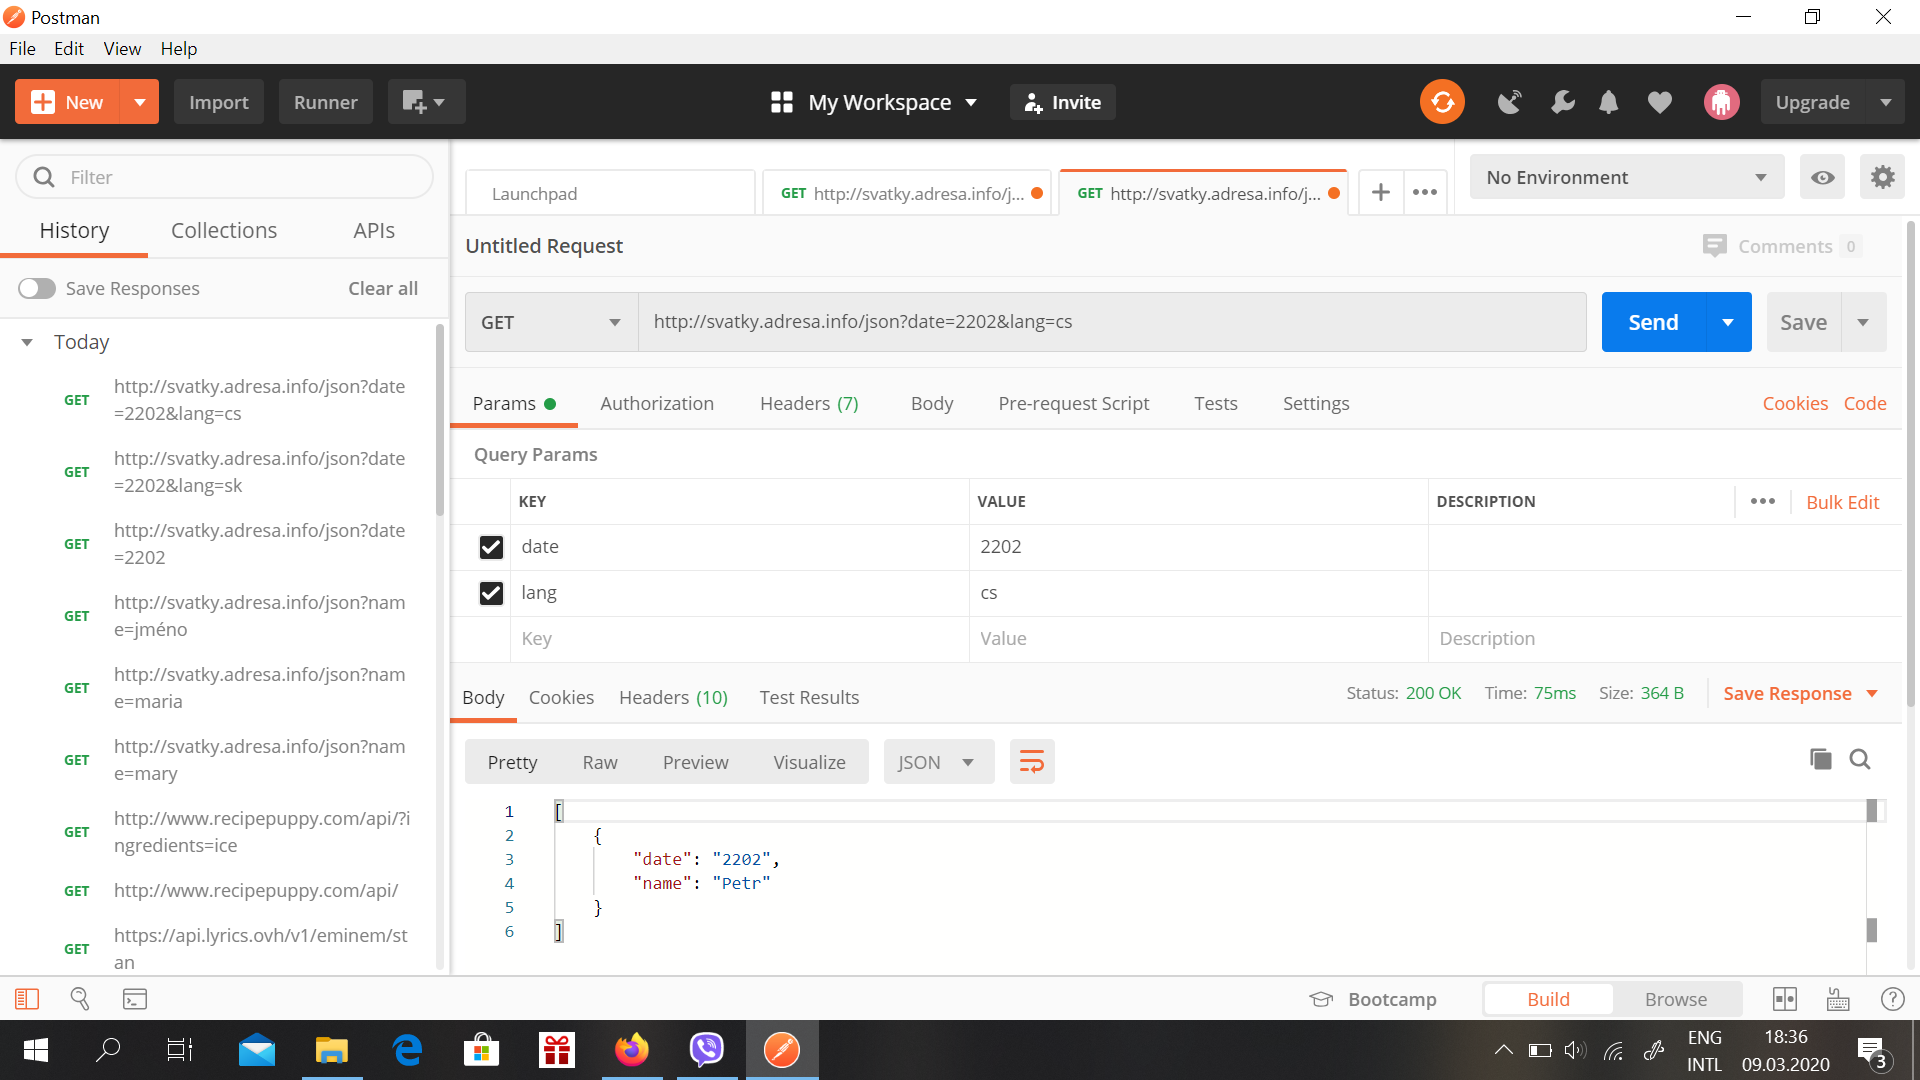 Postman
File Edit View Help
New Import Runner My Workspace Invite Upgrade
Filter
History Collections APIs
Save Responses Clear all
Today
GET http://svatky.adresa.info/json?date
=2202&lang=cs
GET http://svatky.adresa.info/json?date
=2202&lang=sk
GET http://svatky.adresa.info/json?date
=2202
GET http://svatky.adresa.info/json?nam
e=jméno
GET http://svatky.adresa.info/json?nam
e=maria
GET http://svatky.adresa.info/json?nam
e=mary
GET http://www.recipepuppy.com/api/?i
ngredients=ice
GET http://www.recipepuppy.com/api/
GET https://api.lyrics.ovh/v1/eminem/st
an
Launchpad GET http://svatky.adresa.info/j... GET http://svatky.adresa.info/j... + ••• No Environment
Untitled Request Comments 0
GET http://svatky.adresa.info/json?date=2202&lang=cs Send Save
Params Authorization Headers (7) Body Pre-request Script Tests Settings Cookies Code
Query Params
KEY VALUE DESCRIPTION ••• Bulk Edit
date 2202
lang cs
Key Value Description
Body Cookies Headers (10) Test Results Status: 200 OK Time: 75ms Size: 364 B Save Response
Pretty Raw Preview Visualize JSON
1 [
2 {
3 "date": "2202",
4 "name": "Petr"
5 }
6 ]
Bootcamp Build Browse
ENG 18:36
INTL 09.03.2020 3